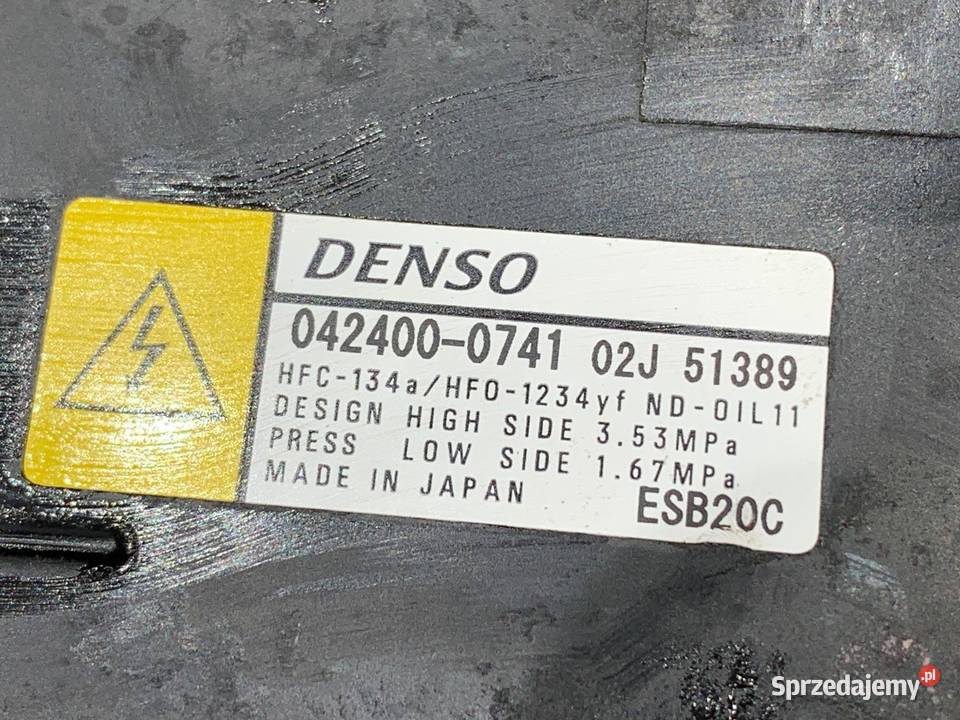 DENSO
042400-0741 02J 51389
HFC-134a/HFO-1234yf ND-OIL11
DESIGN HIGH SIDE 3.53MPa
PRESS LOW SIDE 1.67MPa
MADE IN JAPAN
ESB20C
Sprzedajemy.pl